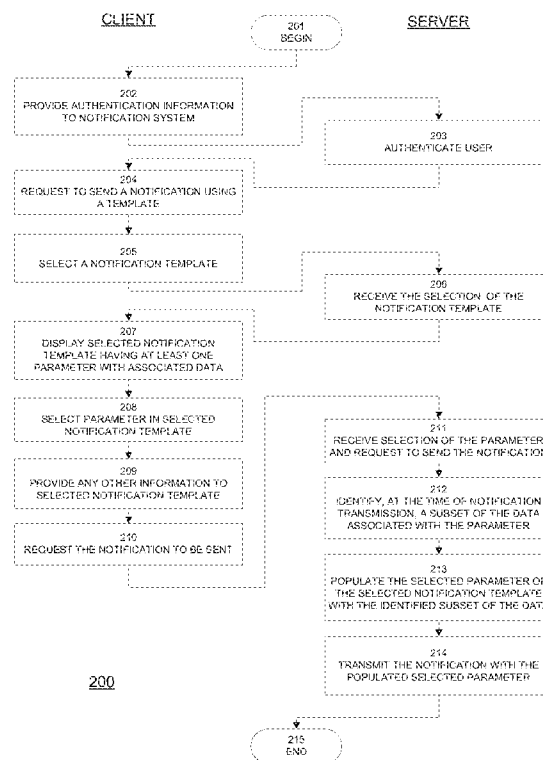 CLIENT
SERVER
201
BEGIN
202
PROVIDE AUTHENTICATION INFORMATION
TO NOTIFICATION SYSTEM
203
AUTHENTICATE USER
204
REQUEST TO SEND A NOTIFICATION USING
A TEMPLATE
205
SELECT A NOTIFICATION TEMPLATE
206
RECEIVE THE SELECTION OF THE
NOTIFICATION TEMPLATE
207
DISPLAY SELECTED NOTIFICATION
TEMPLATE HAVING AT LEAST ONE
PARAMETER WITH ASSOCIATED DATA
208
SELECT PARAMETER IN SELECTED
NOTIFICATION TEMPLATE
209
PROVIDE ANY OTHER INFORMATION TO
SELECTED NOTIFICATION TEMPLATE
210
REQUEST THE NOTIFICATION TO BE SENT
211
RECEIVE SELECTION OF THE PARAMETER
AND REQUEST TO SEND THE NOTIFICATION
212
IDENTIFY, AT THE TIME OF NOTIFICATION
TRANSMISSION, A SUBSET OF THE DATA
ASSOCIATED WITH THE PARAMETER
213
POPULATE THE SELECTED PARAMETER OF
THE SELECTED NOTIFICATION TEMPLATE
WITH THE IDENTIFIED SUBSET OF THE DATA
214
TRANSMIT THE NOTIFICATION WITH THE
POPULATED SELECTED PARAMETER
200
215
END